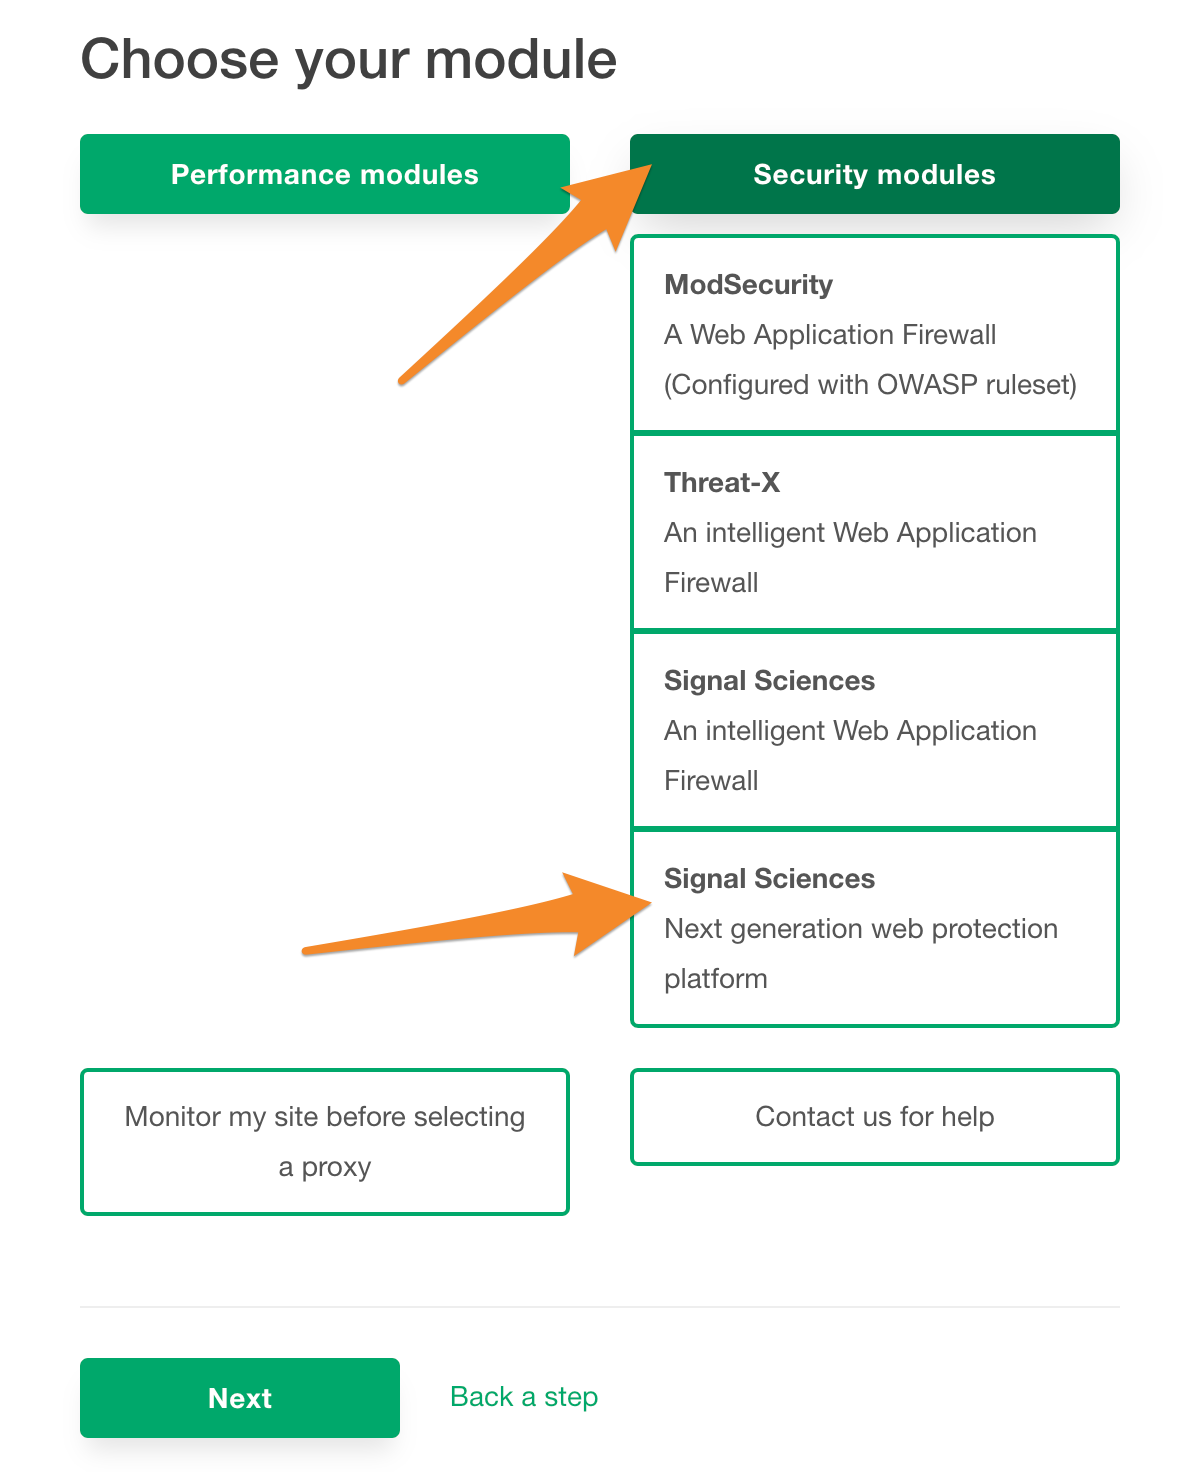 Choose your module
Performance modules
Security modules
ModSecurity
A Web Application Firewall
(Configured with OWASP ruleset)
Threat-X
An intelligent Web Application
Firewall
Signal Sciences
An intelligent Web Application
Firewall
Signal Sciences
Next generation web protection
platform
Monitor my site before selecting
a proxy
Contact us for help
Next
Back a step